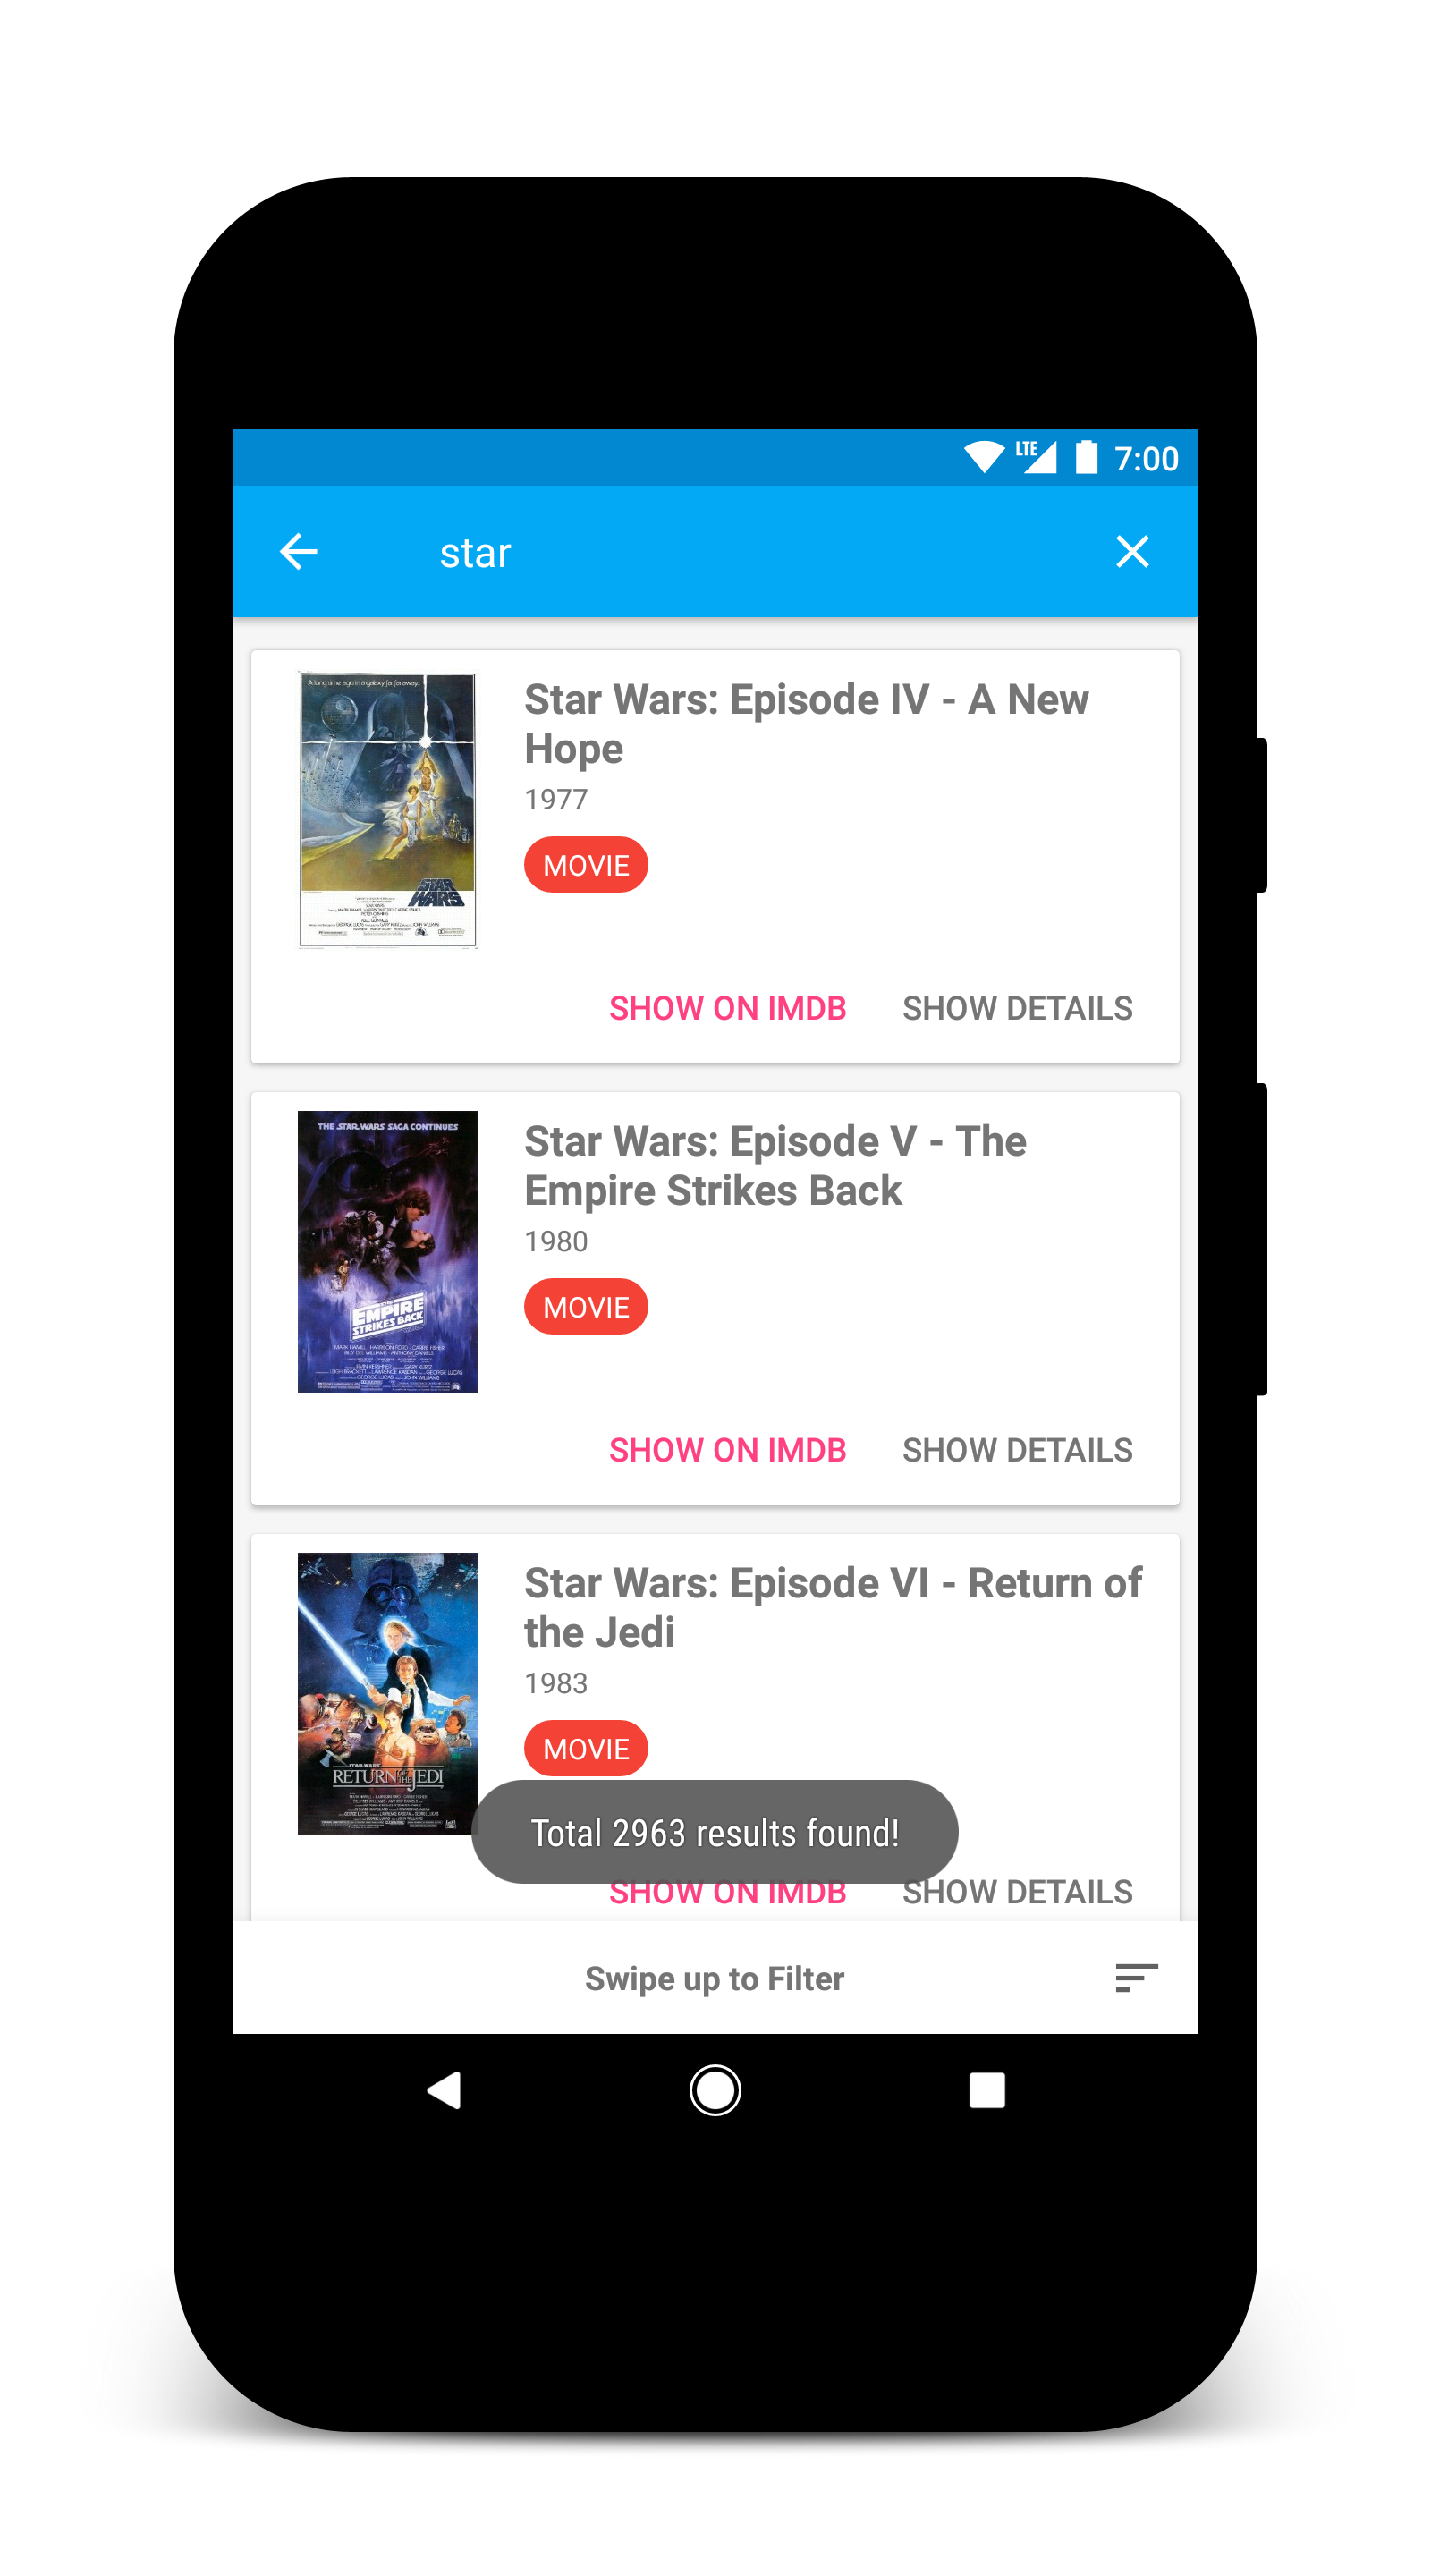 LTE 7:00
star
A long time ago in a galaxy far, far away...
STAR
WARS
Star Wars: Episode IV - A New
Hope
1977
MOVIE
SHOW ON IMDB SHOW DETAILS
THE STAR WARS SAGA CONTINUES
THE
EMPIRE
STRIKES BACK
Star Wars: Episode V - The
Empire Strikes Back
1980
MOVIE
SHOW ON IMDB SHOW DETAILS
STAR WARS
RETURN OF THE JEDI
Star Wars: Episode VI - Return of
the Jedi
1983
MOVIE
Total 2963 results found!
SHOW ON IMDB SHOW DETAILS
Swipe up to Filter